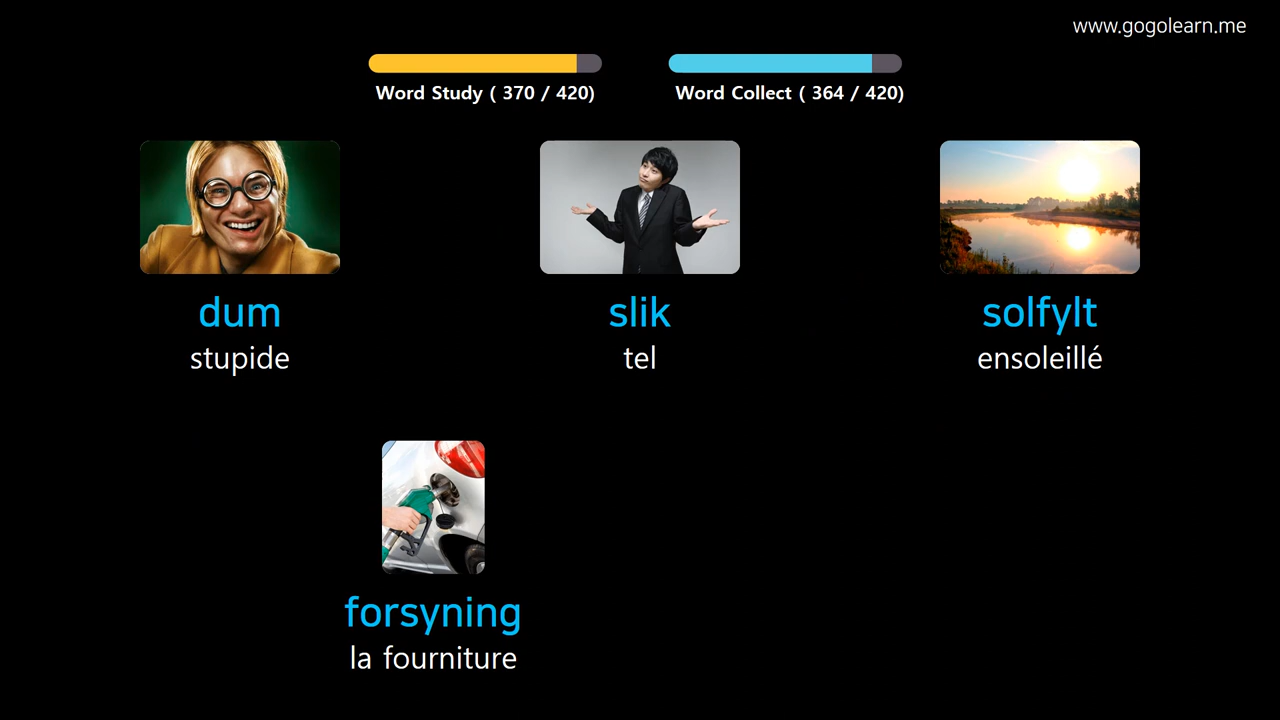 www.gogolearn.me
Word Study ( 370 / 420)
Word Collect ( 364 / 420)
dum
stupide
slik
tel
solfylt
ensoleillé
forsyning
la fourniture